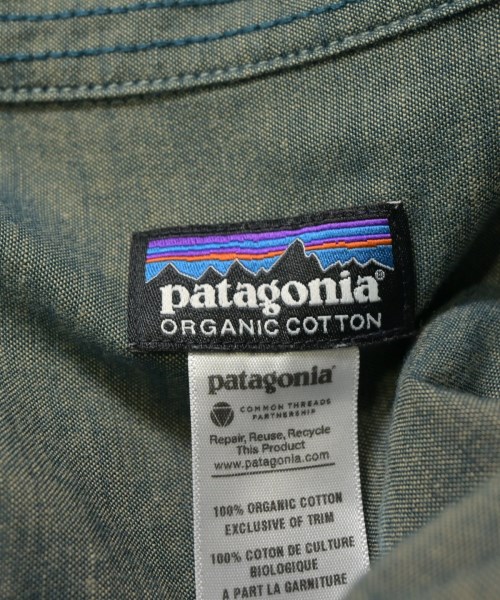 patagonia®
ORGANIC COTTON
patagonia®
COMMON THREADS
PARTNERSHIP
Repair, Reuse, Recycle
This Product
www.patagonia.com
100% ORGANIC COTTON
EXCLUSIVE OF TRIM
100% COTON DE CULTURE
BIOLOGIQUE
A PART LA GARNITURE